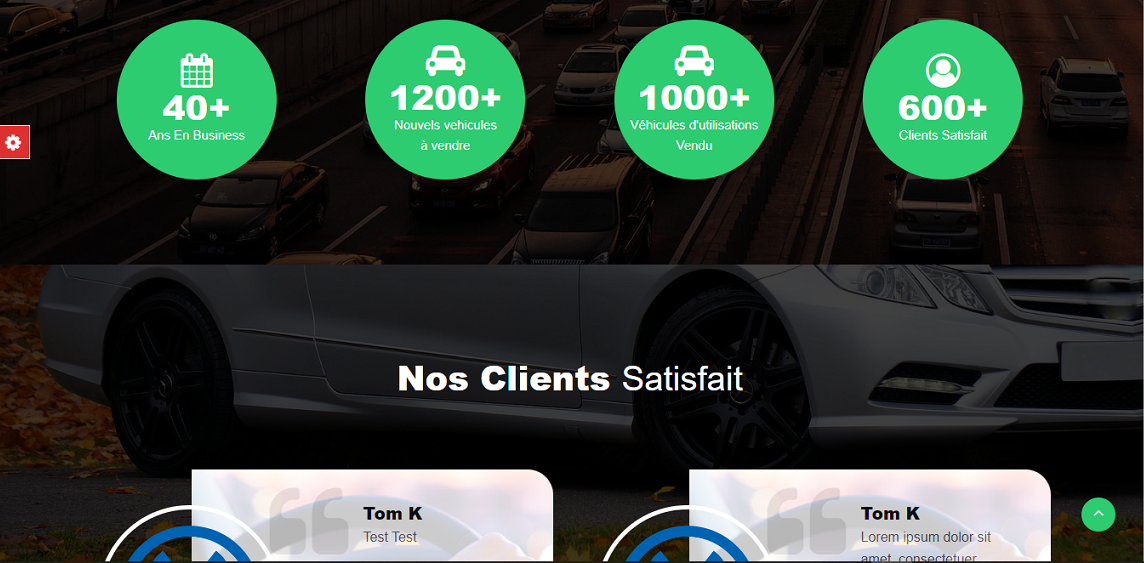 40+
Ans En Business
1200+
Nouvels vehicules
à vendre
1000+
Véhicules d'utilisations
Vendu
600+
Clients Satisfait
Nos Clients Satisfait
Tom K
Test Test
Tom K
Lorem ipsum dolor sit
amet, consectetuer